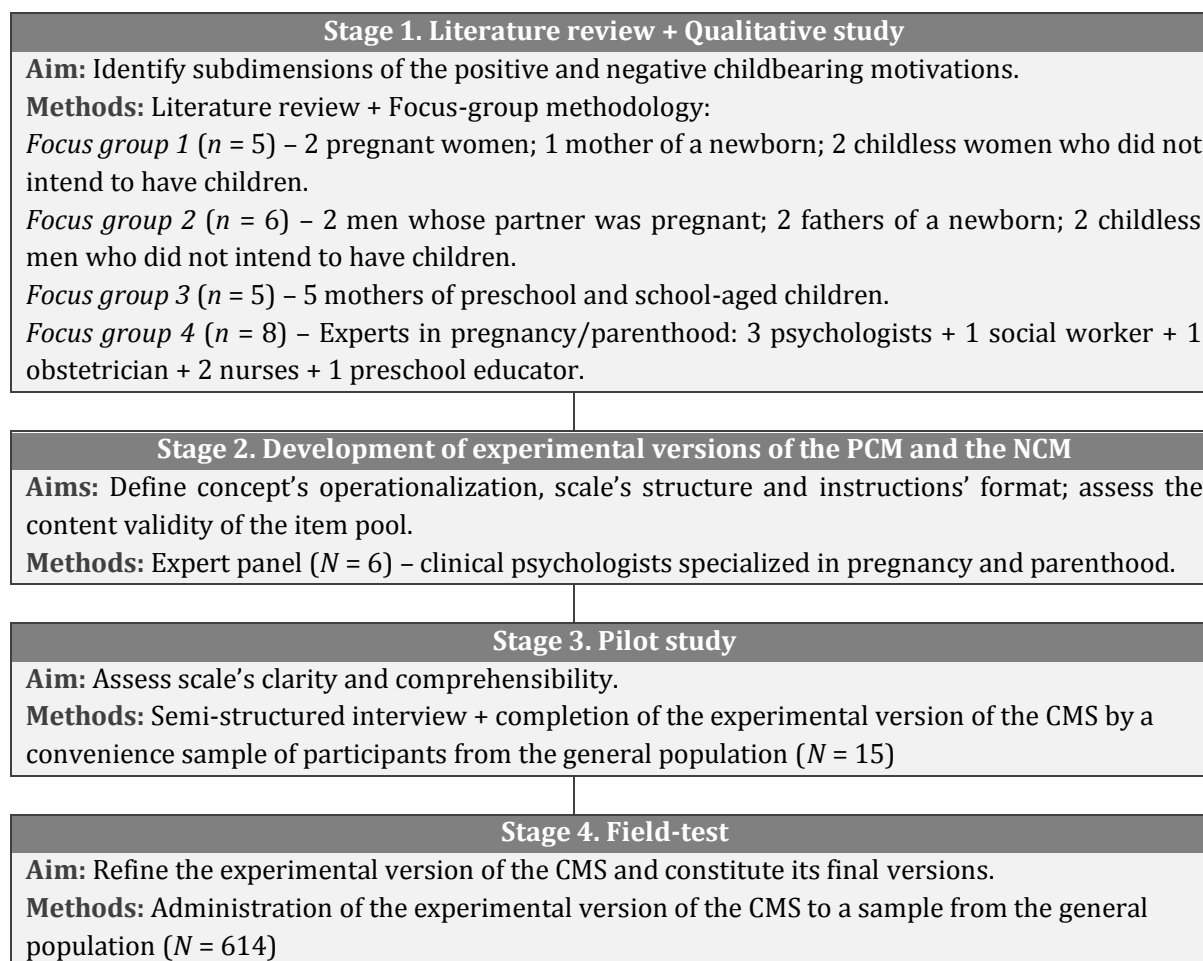 Stage 1. Literature review + Qualitative study
Aim: Identify subdimensions of the positive and negative childbearing motivations.
Methods: Literature review + Focus-group methodology:
Focus group 1 (n = 5) – 2 pregnant women; 1 mother of a newborn; 2 childless women who did not
intend to have children.
Focus group 2 (n = 6) – 2 men whose partner was pregnant; 2 fathers of a newborn; 2 childless
men who did not intend to have children.
Focus group 3 (n = 5) – 5 mothers of preschool and school-aged children.
Focus group 4 (n = 8) – Experts in pregnancy/parenthood: 3 psychologists + 1 social worker + 1
obstetrician + 2 nurses + 1 preschool educator.
Stage 2. Development of experimental versions of the PCM and the NCM
Aims: Define concept's operationalization, scale's structure and instructions' format; assess the
content validity of the item pool.
Methods: Expert panel (N = 6) – clinical psychologists specialized in pregnancy and parenthood.
Stage 3. Pilot study
Aim: Assess scale's clarity and comprehensibility.
Methods: Semi-structured interview + completion of the experimental version of the CMS by a
convenience sample of participants from the general population (N = 15)
Stage 4. Field-test
Aim: Refine the experimental version of the CMS and constitute its final versions.
Methods: Administration of the experimental version of the CMS to a sample from the general
population (N = 614)